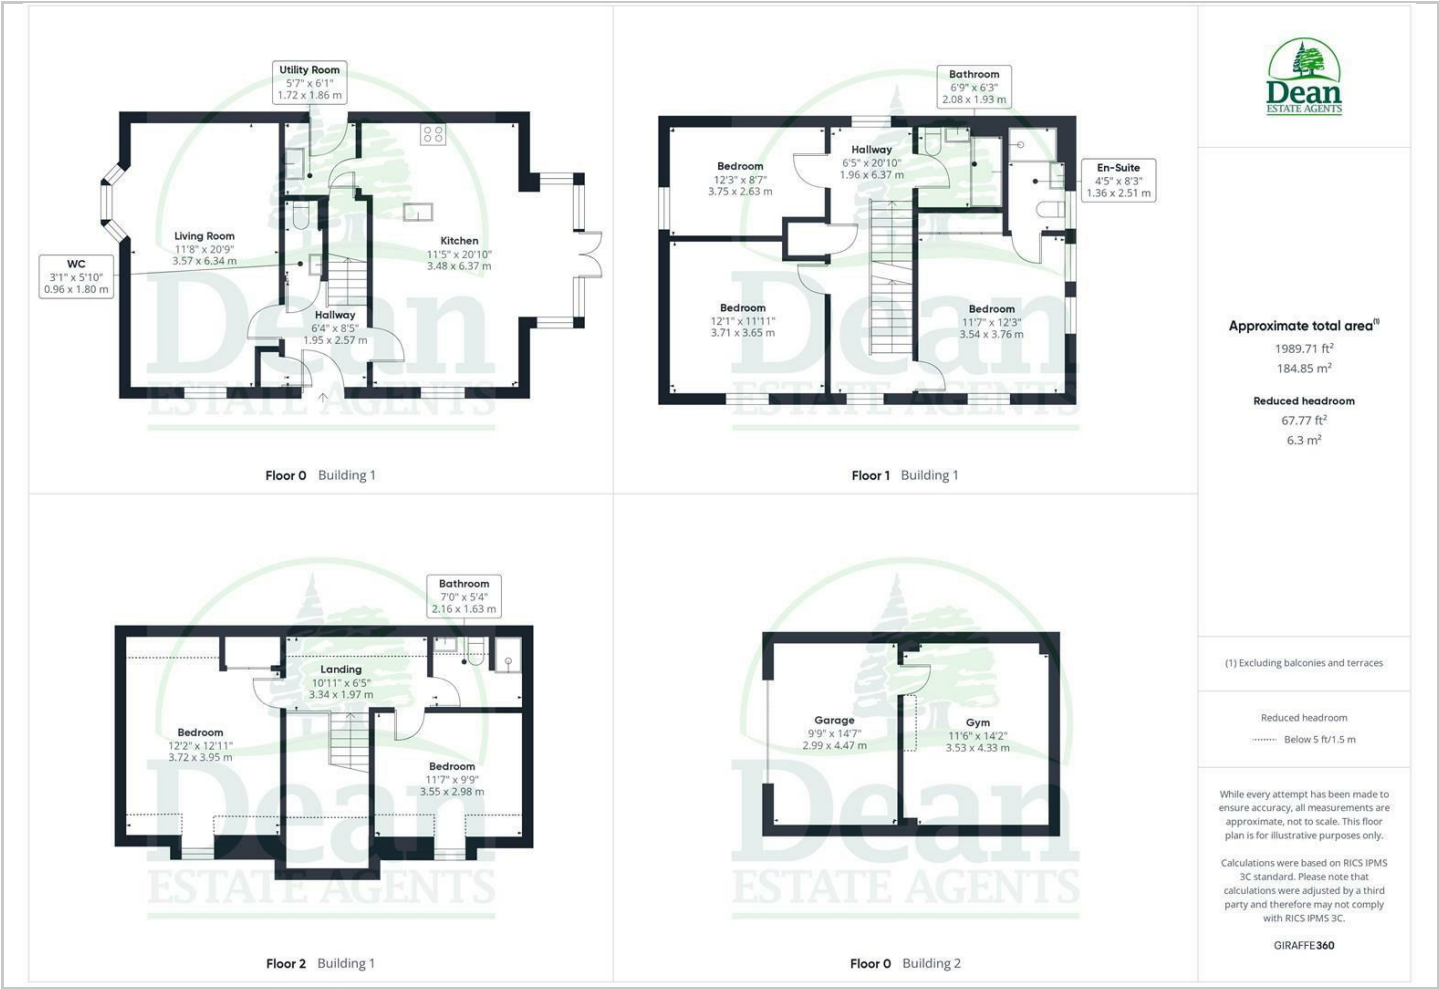 Utility Room
5'7" x 6'1"
1.72 x 1.86 m
Living Room
11'8" x 20'9"
3.57 x 6.34 m
WC
3'1" x 5'10"
0.96 x 1.80 m
Kitchen
11'5" x 20'10"
3.48 x 6.37 m
Hallway
6'4" x 8'5"
1.95 x 2.57 m
Dean
ESTATE AGENTS
Floor 0 Building 1
Bathroom
6'9" x 6'3"
2.08 x 1.93 m
Bedroom
12'3" x 8'7"
3.75 x 2.63 m
Hallway
6'5" x 20'10"
1.96 x 6.37 m
En-Suite
4'5" x 8'3"
1.36 x 2.51 m
Bedroom
12'1" x 11'11"
3.71 x 3.65 m
Bedroom
11'7" x 12'3"
3.54 x 3.76 m
Dean
ESTATE AGENTS
Floor 1 Building 1
Bathroom
7'0" x 5'4"
2.16 x 1.63 m
Landing
10'11" x 6'5"
3.34 x 1.97 m
Bedroom
12'2" x 12'11"
3.72 x 3.95 m
Bedroom
11'7" x 9'9"
3.55 x 2.98 m
Dean
ESTATE AGENTS
Floor 2 Building 1
Garage
9'9" x 14'7"
2.99 x 4.47 m
Gym
11'6" x 14'2"
3.53 x 4.33 m
Dean
ESTATE AGENTS
Floor 0 Building 2
Dean
ESTATE AGENTS
Approximate total area(1)
1989.71 ft²
184.85 m²
Reduced headroom
67.77 ft²
6.3 m²
(1) Excluding balconies and terraces
Reduced headroom
Below 5 ft/1.5 m
While every attempt has been made to
ensure accuracy, all measurements are
approximate, not to scale. This floor
plan is for illustrative purposes only.
Calculations were based on RICS IPMS
3C standard. Please note that
calculations were adjusted by a third
party and therefore may not comply
with RICS IPMS 3C.
GIRAFFE360